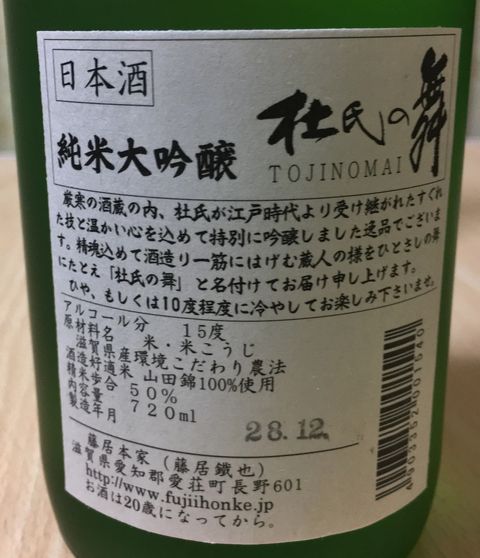 日本酒
純米大吟醸
杜氏の舞
TOJINOMAI
厳寒の酒蔵の内、杜氏が江戸時代より受け継がれたすぐれ
た技と温かい心を込めて特別に吟醸しました逸品でございま
す。精魂込めて酒造り一筋にはげむ蔵人の様をひとさしの舞
にたとえ「杜氏の舞」と名付けてお届け申し上げます。
ひや、もしくは10度程度に冷やしてお楽しみ下さいませ。
アルコール分 15度
原材料名 米・米こうじ
滋賀県産環境こだわり農法
酒造好適米 山田錦100%使用
精米歩合 50%
内容量 720ml
製造年月 28.12
藤居本家(藤居鐵也)
滋賀県愛知郡愛荘町長野601
http://www.fujiihonke.jp/
お酒は20歳になってから。
4903352001640